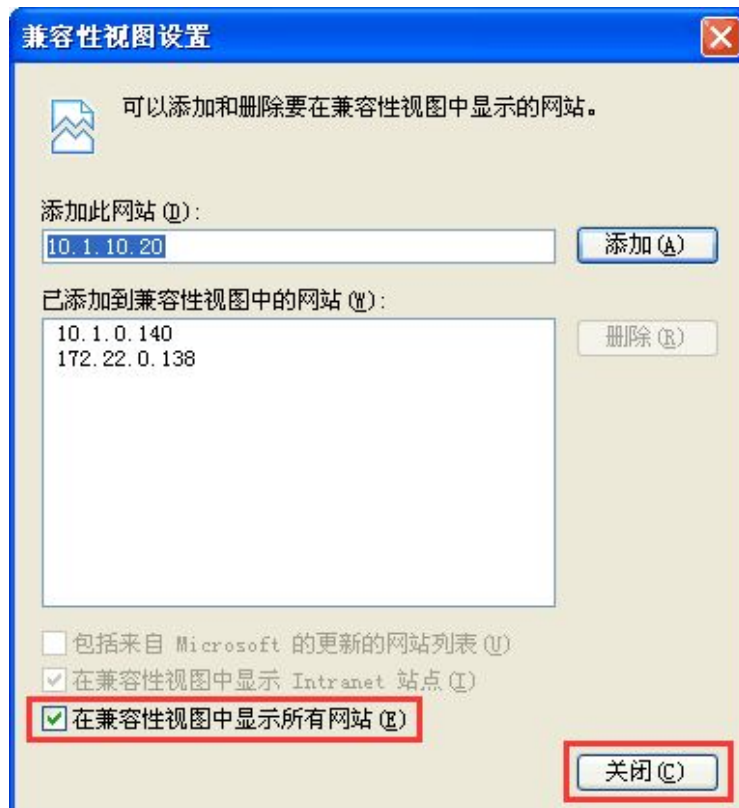 兼容性视图设置
可以添加和删除要在兼容性视图中显示的网站。
添加此网站(D):
10.1.10.20
添加(A)
已添加到兼容性视图中的网站(W):
10.1.0.140
172.22.0.138
删除(R)
包括来自 Microsoft 的更新的网站列表(U)
在兼容性视图中显示 Intranet 站点(I)
在兼容性视图中显示所有网站(E)
关闭(C)